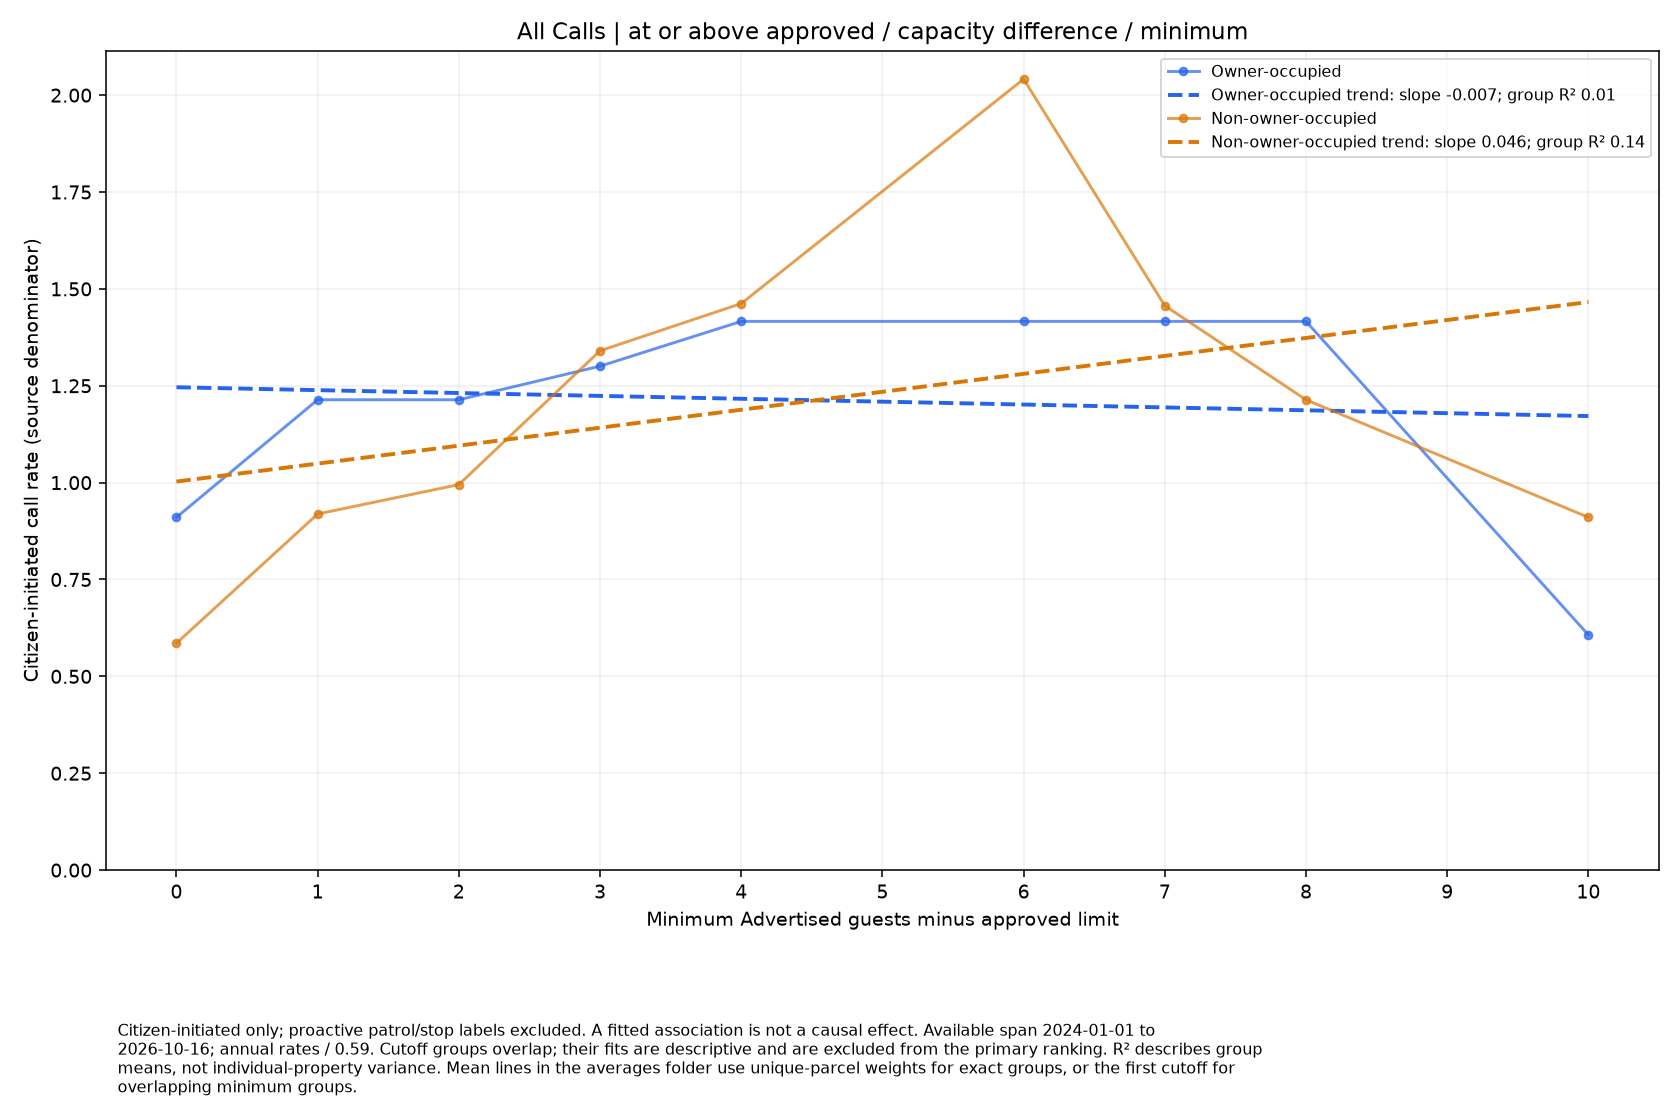 All Calls | at or above approved / capacity difference / minimum
Owner-occupied
Owner-occupied trend: slope -0.007; group R² 0.01
Non-owner-occupied
Non-owner-occupied trend: slope 0.046; group R² 0.14
Citizen-initiated call rate (source denominator)
2.00
1.75
1.50
1.25
1.00
0.75
0.50
0.25
0.00
0 1 2 3 4 5 6 7 8 9 10
Minimum Advertised guests minus approved limit
Citizen-initiated only; proactive patrol/stop labels excluded. A fitted association is not a causal effect. Available span 2024-01-01 to
2026-10-16; annual rates / 0.59. Cutoff groups overlap; their fits are descriptive and are excluded from the primary ranking. R² describes group
means, not individual-property variance. Mean lines in the averages folder use unique-parcel weights for exact groups, or the first cutoff for
overlapping minimum groups.